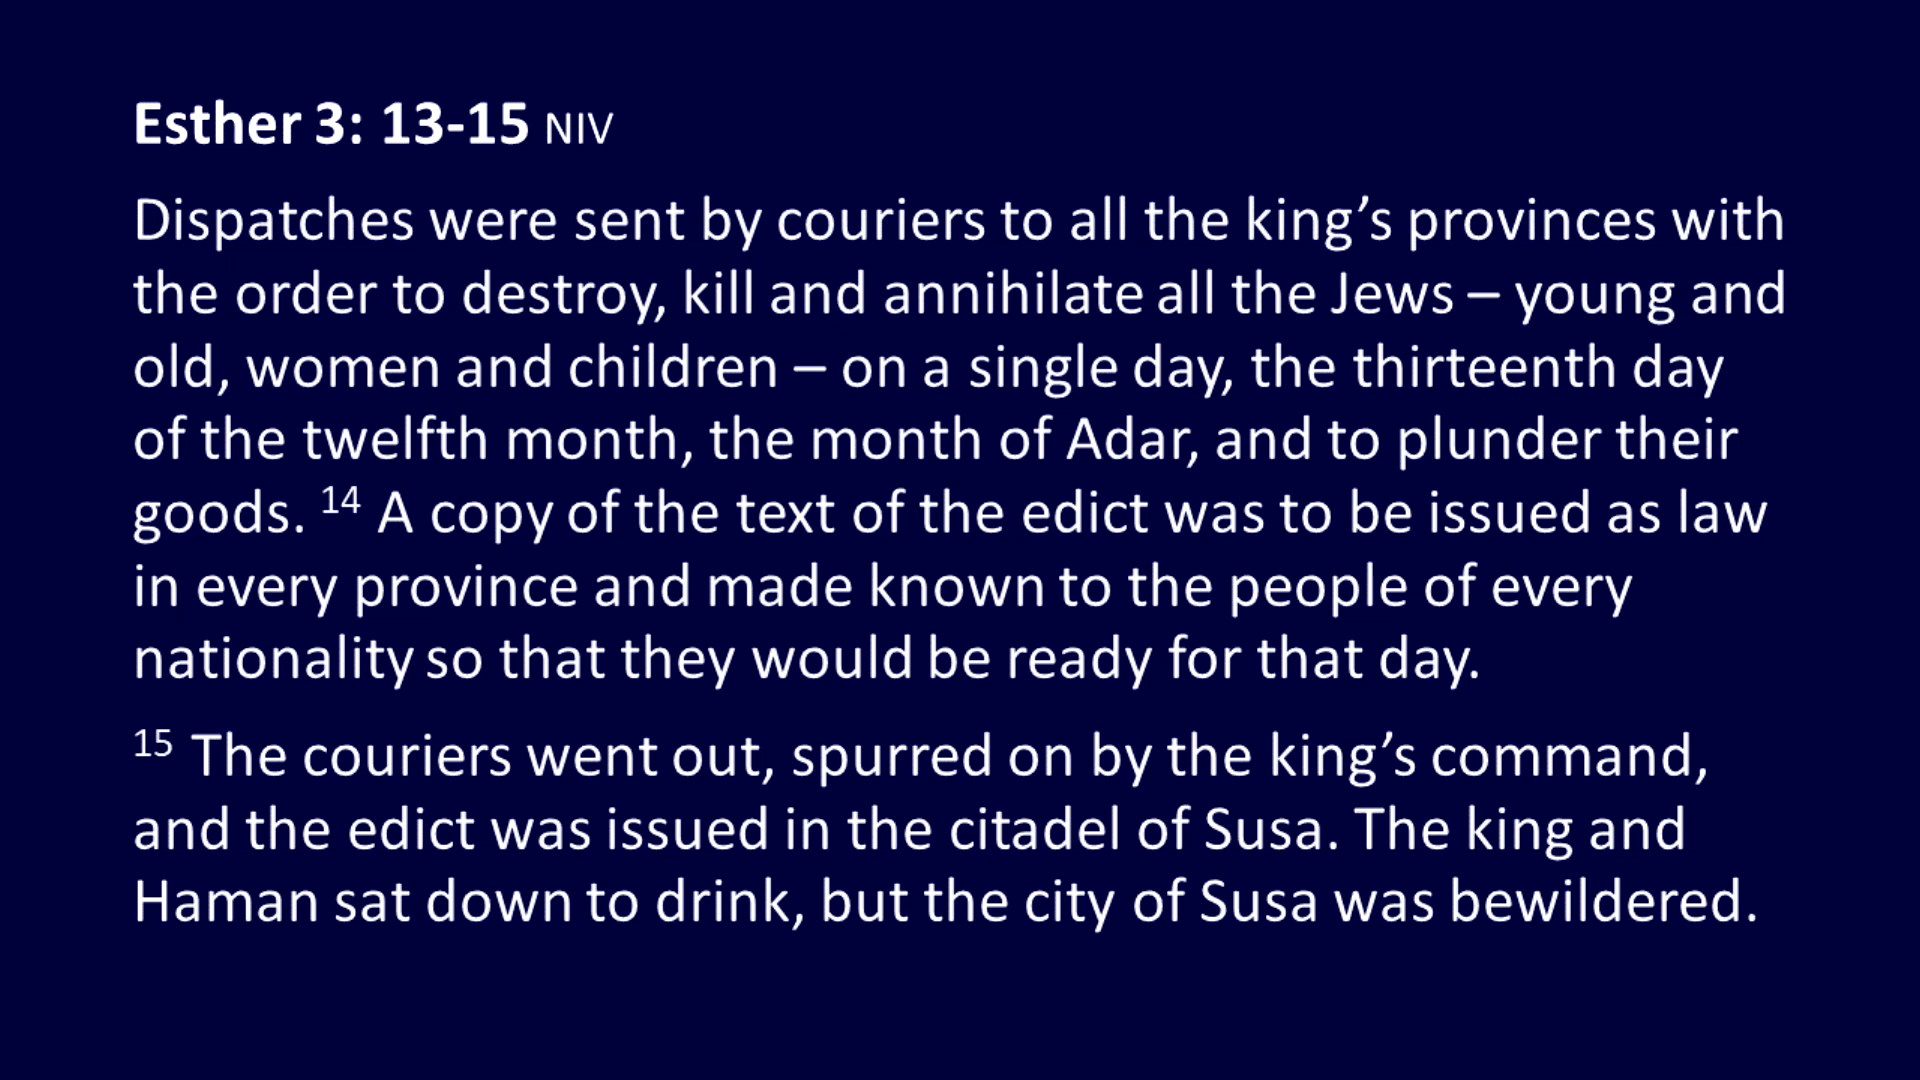 Esther 3: 13-15 NIV
Dispatches were sent by couriers to all the king’s provinces with
the order to destroy, kill and annihilate all the Jews – young and
old, women and children – on a single day, the thirteenth day
of the twelfth month, the month of Adar, and to plunder their
goods. 14 A copy of the text of the edict was to be issued as law
in every province and made known to the people of every
nationality so that they would be ready for that day.
15 The couriers went out, spurred on by the king’s command,
and the edict was issued in the citadel of Susa. The king and
Haman sat down to drink, but the city of Susa was bewildered.